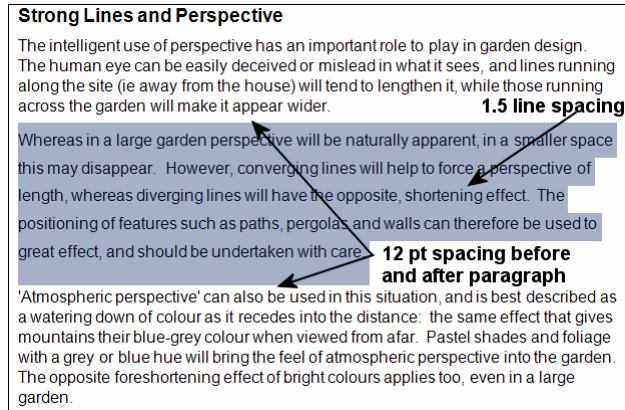 Strong Lines and Perspective
The intelligent use of perspective has an important role to play in garden design.
The human eye can be easily deceived or mislead in what it sees, and lines running
along the site (ie away from the house) will tend to lengthen it, while those running
across the garden will make it appear wider.
1.5 line spacing
Whereas in a large garden perspective will be naturally apparent, in a smaller space
this may disappear. However, converging lines will help to force a perspective of
length, whereas diverging lines will have the opposite, shortening effect. The
positioning of features such as paths, pergolas and walls can therefore be used to
great effect, and should be undertaken with care
12 pt spacing before
and after paragraph
'Atmospheric perspective' can also be used in this situation, and is best described as
a watering down of colour as it recedes into the distance: the same effect that gives
mountains their blue-grey colour when viewed from afar. Pastel shades and foliage
with a grey or blue hue will bring the feel of atmospheric perspective into the garden.
The opposite foreshortening effect of bright colours applies too, even in a large
garden.